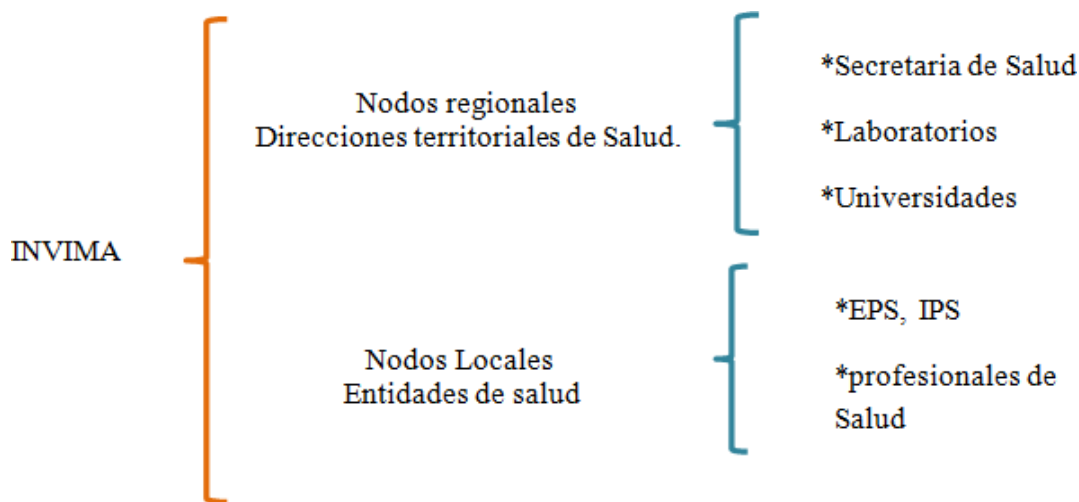 INVIMA
Nodos regionales
Direcciones territoriales de Salud.
*Secretaria de Salud
*Laboratorios
*Universidades
Nodos Locales
Entidades de salud
*EPS, IPS
*profesionales de
Salud